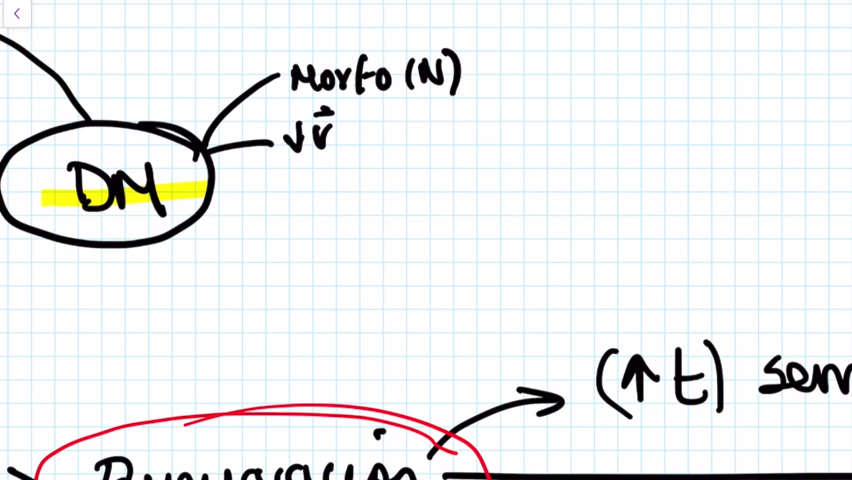 Morfo (N)
↓ v⃗
DM
(↑ t) sem